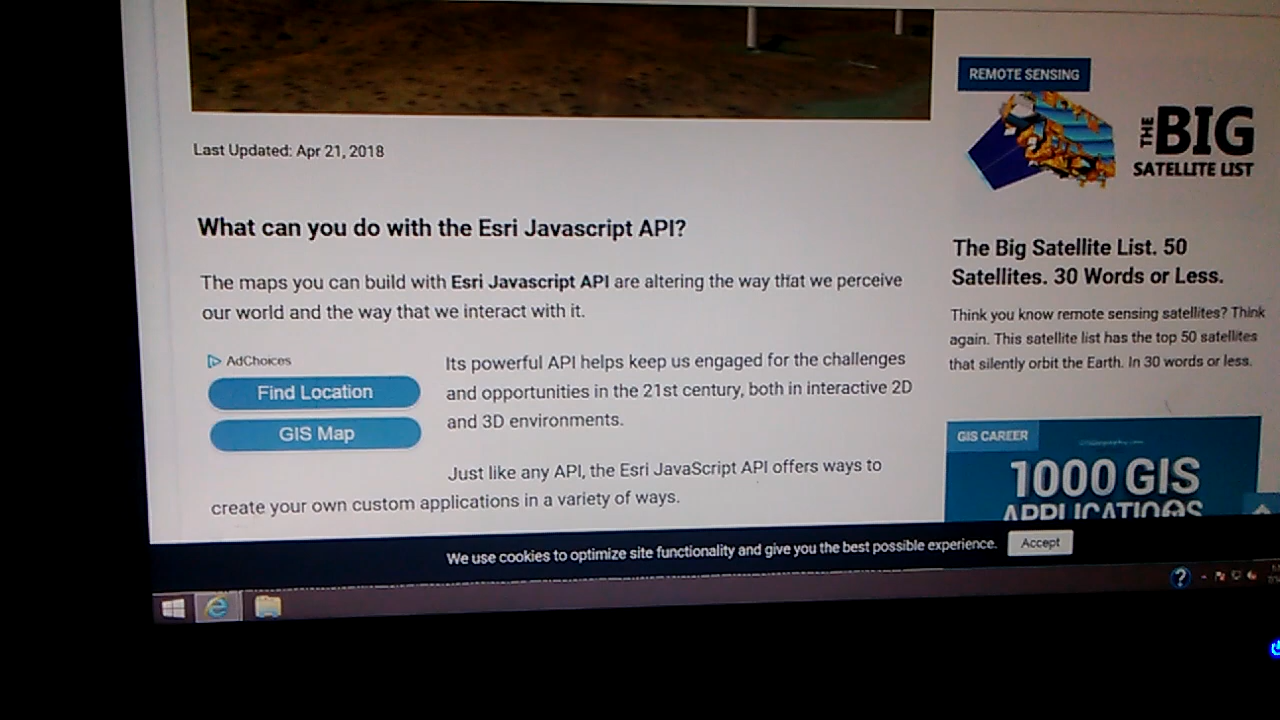 Last Updated: Apr 21, 2018
What can you do with the Esri Javascript API?
The maps you can build with Esri Javascript API are altering the way that we perceive
our world and the way that we interact with it.
AdChoices
Find Location
GIS Map
Its powerful API helps keep us engaged for the challenges
and opportunities in the 21st century, both in interactive 2D
and 3D environments.
Just like any API, the Esri JavaScript API offers ways to
create your own custom applications in a variety of ways.
REMOTE SENSING
THE BIG
SATELLITE LIST
The Big Satellite List. 50
Satellites. 30 Words or Less.
Think you know remote sensing satellites? Think
again. This satellite list has the top 50 satellites
that silently orbit the Earth. In 30 words or less.
GIS CAREER
1000 GIS
APPLICATIONS
We use cookies to optimize site functionality and give you the best possible experience.
Accept